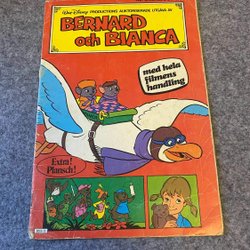 Walt Disney PRODUCTIONS AUKTORISERADE UTGÅVA AV
BERNARD
och BIANCA
med hela
filmens
handling
Extra!
Plansch!